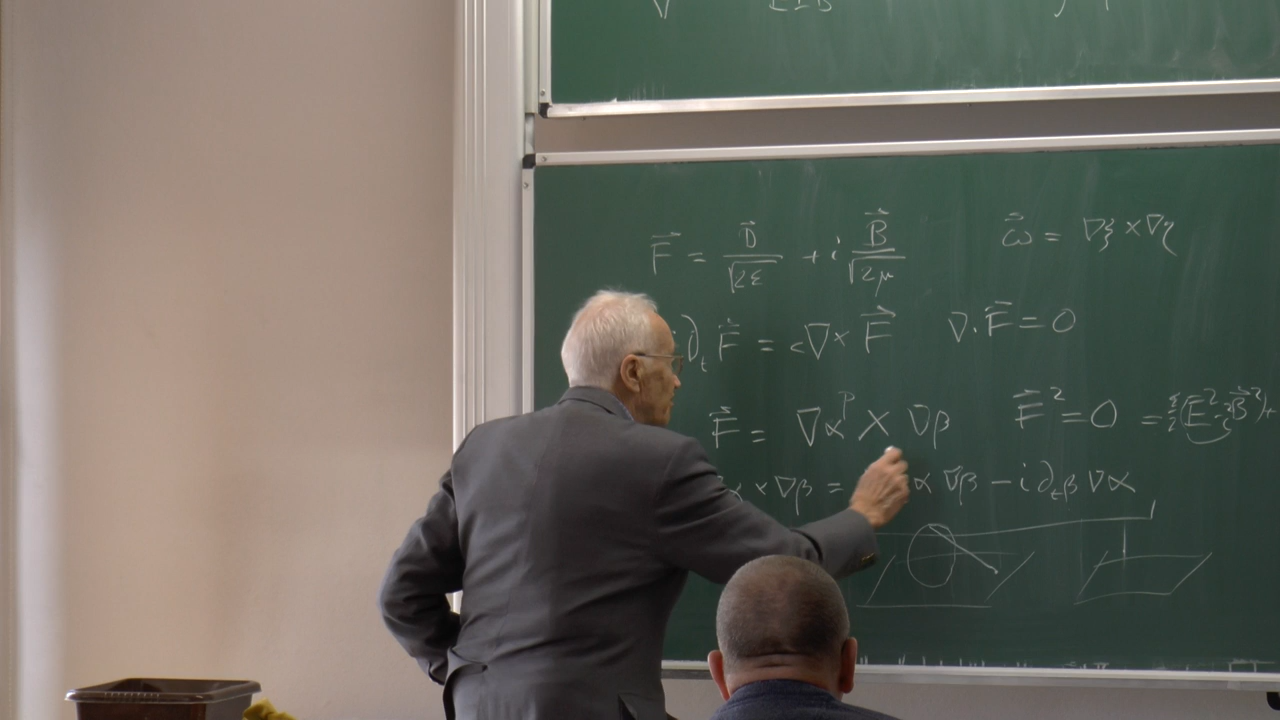 F⃗ = D⃗/√2ε + i B⃗/√2μ    ω⃗ = ∇ξ × ∇η
∂ₜ F⃗ = c∇ × F⃗    ∇·F⃗ = 0
F⃗ = ∇α^p × ∇β    F⃗² = 0 =
× ∇β = α ∇β − i∂ₜβ ∇α